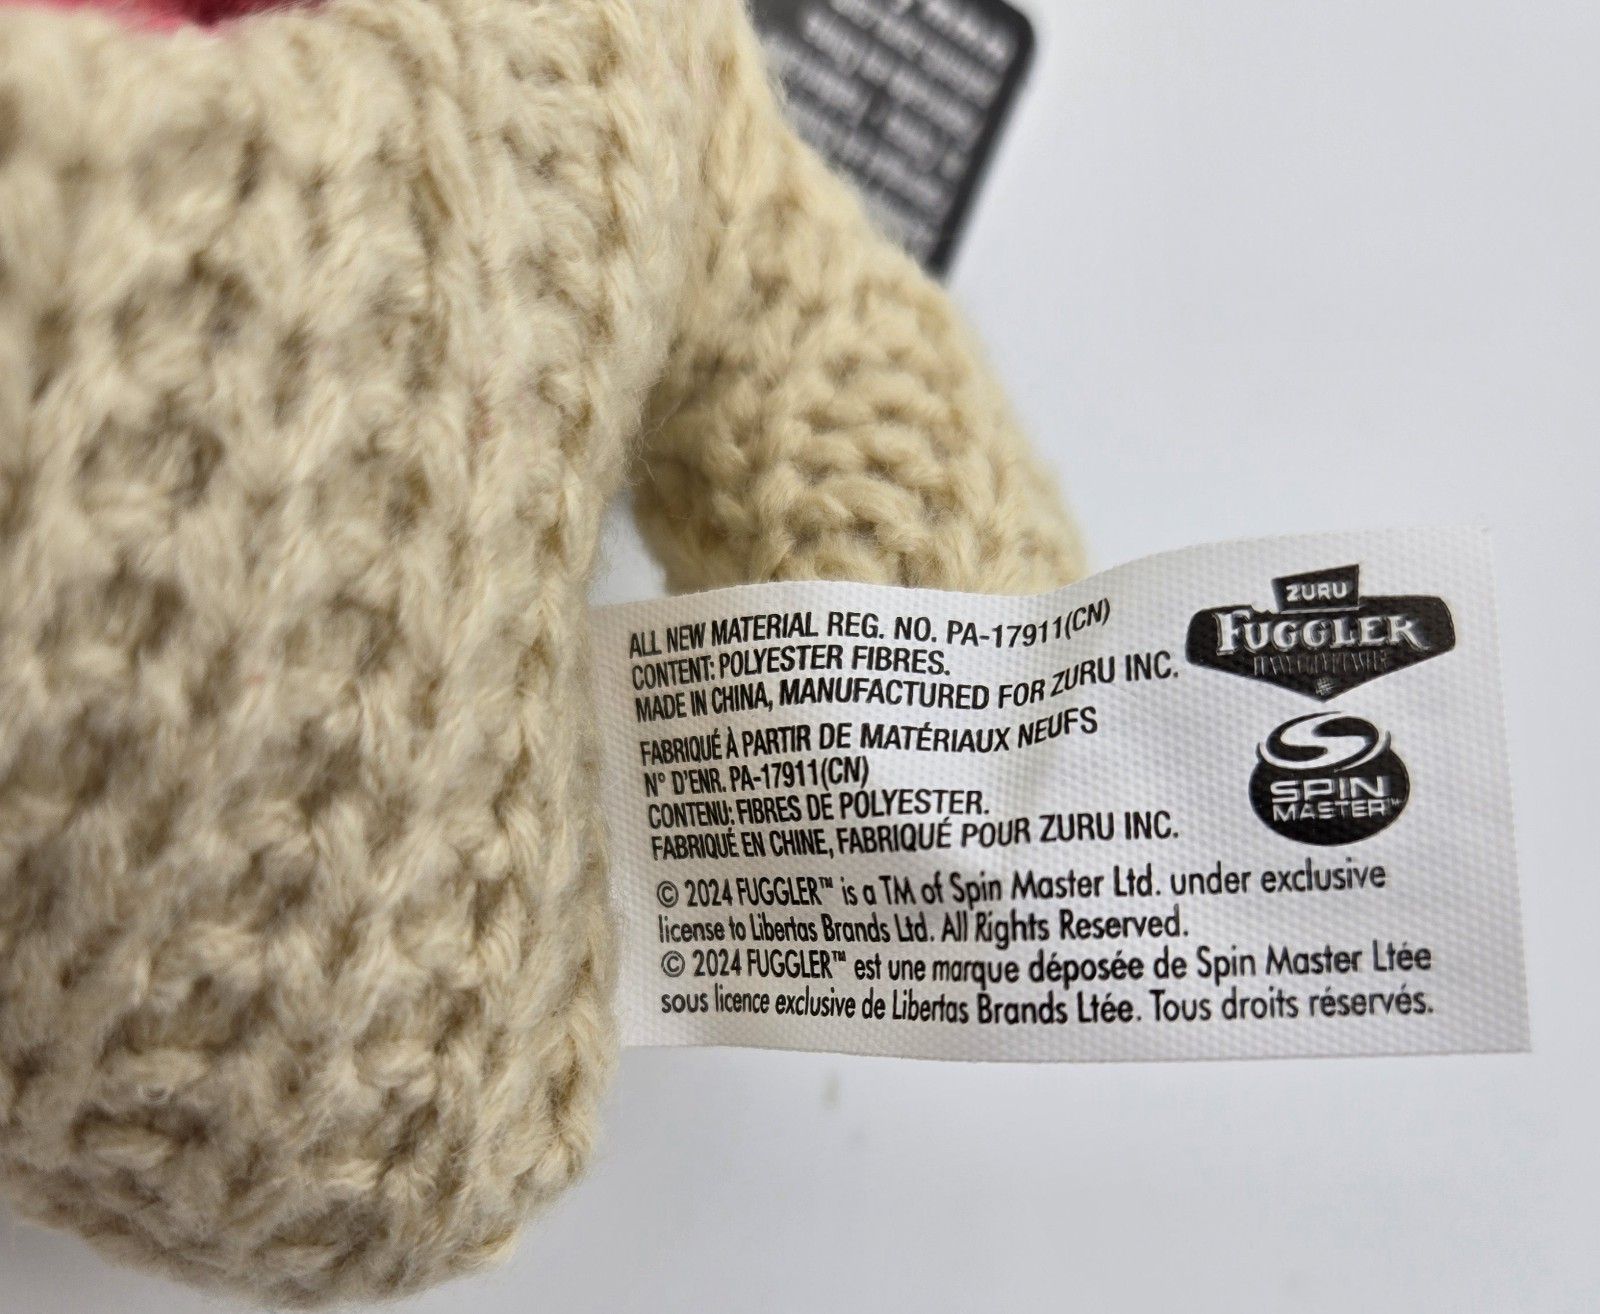 ALL NEW MATERIAL REG. NO. PA-17911(CN)
CONTENT: POLYESTER FIBRES.
MADE IN CHINA, MANUFACTURED FOR ZURU INC.
FABRIQUÉ À PARTIR DE MATÉRIAUX NEUFS
N° D'ENR. PA-17911(CN)
CONTENU: FIBRES DE POLYESTER.
FABRIQUÉ EN CHINE, FABRIQUÉ POUR ZURU INC.
© 2024 FUGGLER™ is a TM of Spin Master Ltd. under exclusive
license to Libertas Brands Ltd. All Rights Reserved.
© 2024 FUGGLER™ est une marque déposée de Spin Master Ltée
sous licence exclusive de Libertas Brands Ltée. Tous droits réservés.
ZURU
FUGGLER
SPIN
MASTER™